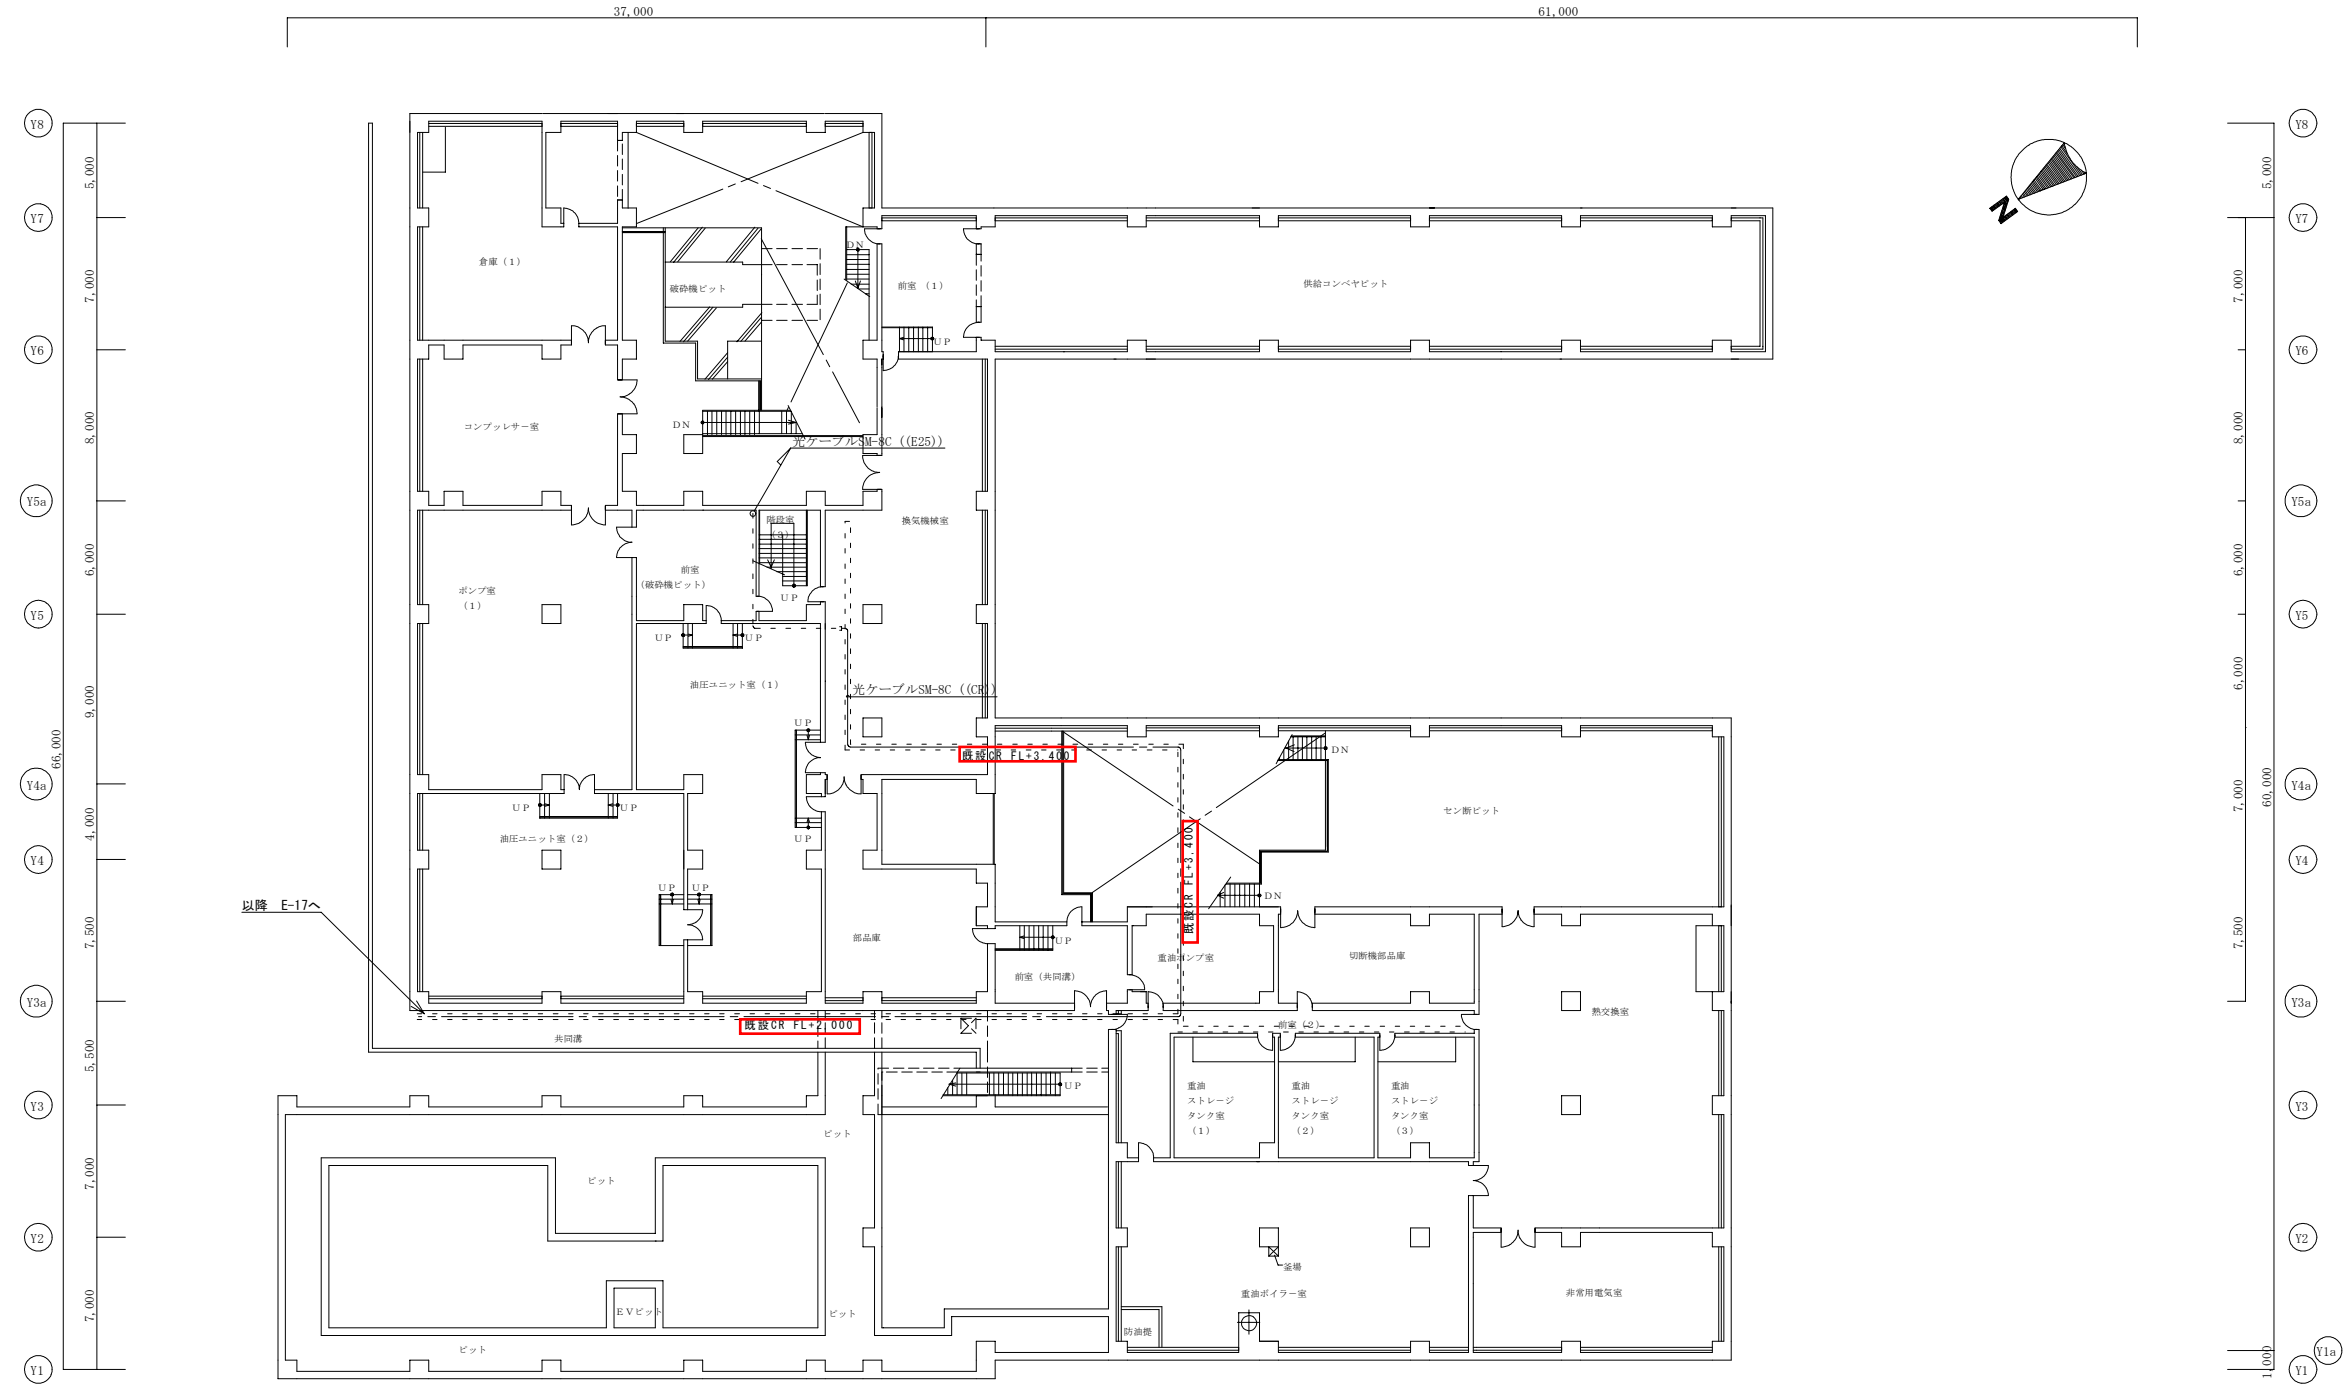 37,000
61,000
Y8
Y8
5,000
5,000
N
Y7
Y7
DN
倉庫（1）
破砕機ピット
前室 （1）
供給コンベヤピット
7,000
7,000
UP
Y6
Y6
コンプッレサー室
DN
8,000
8,000
光ケーブルSM-8C ((E25))
Y5a
Y5a
階段室
（3）
換気機械室
6,000
6,000
前室
（破砕機ピット）
ポンプ室
（1）
UP
Y5
Y5
UP
UP
油圧ユニット室（1）
光ケーブルSM-8C ((CR))
9,000
6,000
UP
66,000
既設CR FL+3.400
DN
Y4a
Y4a
60,000
UP
UP
セン断ピット
4,000
7,000
油圧ユニット室（2）
UP
既設CR FL+3.400
Y4
Y4
UP
UP
DN
以降 E-17へ
7,500
7,500
部品庫
UP
重油ポンプ室
切断機部品庫
前室（共同溝）
Y3a
Y3a
熱交換室
既設CR FL+2,000
前室（2）
共同溝
5,500
UP
重油
ストレージ
タンク室
（1）
重油
ストレージ
タンク室
（2）
重油
ストレージ
タンク室
（3）
Y3
Y3
ピット
7,000
ピット
Y2
Y2
釜場
重油ボイラー室
非常用電気室
7,000
EVピット
ピット
防油堤
ピット
Y1a
1,000
Y1
Y1